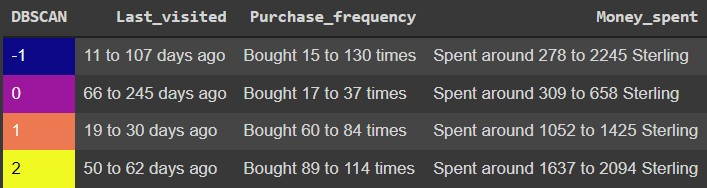 DBSCAN Last_visited Purchase_frequency Money_spent
-1 11 to 107 days ago Bought 15 to 130 times Spent around 278 to 2245 Sterling
0 66 to 245 days ago Bought 17 to 37 times Spent around 309 to 658 Sterling
1 19 to 30 days ago Bought 60 to 84 times Spent around 1052 to 1425 Sterling
2 50 to 62 days ago Bought 89 to 114 times Spent around 1637 to 2094 Sterling